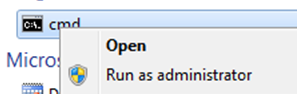 cmd
Open
Micros
Run as administrator